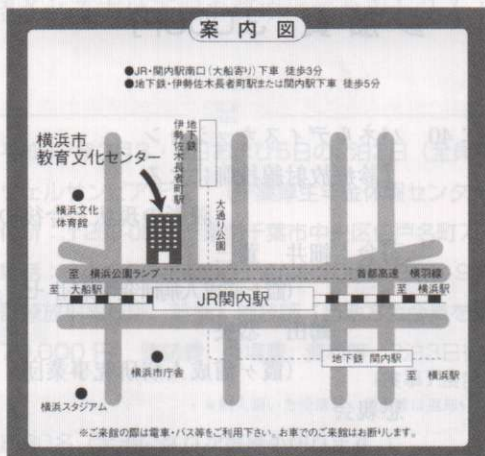 案内図
●JR・関内駅南口（大船寄り）下車 徒歩3分
●地下鉄・伊勢佐木長者町駅または関内駅下車 徒歩5分
横浜市
教育文化センター
地下鉄
伊勢佐木長者町駅
横浜文化
体育館
大通り公園
至 横浜公園ランプ
首都高速 横羽線
至 大船駅
JR関内駅
至 横浜駅
地下鉄 関内駅
横浜市庁舎
至 横浜駅
横浜スタジアム
※ご来館の際は電車・バス等をご利用下さい。お車でのご来館はお断りします。